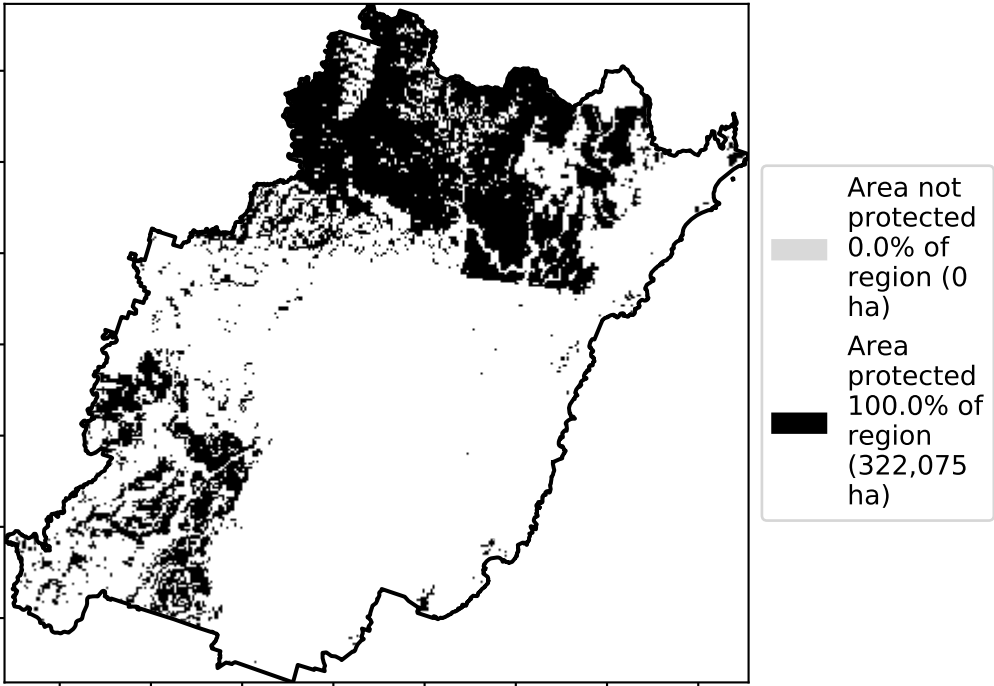 Area not
protected
0.0% of
region (0
ha)
Area
protected
100.0% of
region
(322,075
ha)